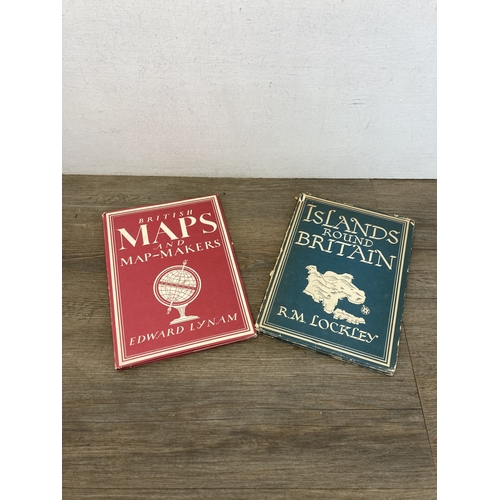 BRITISH
MAPS
AND
MAP-MAKERS
EDWARD LYNAM
ISLANDS
ROUND
BRITAIN
R.M. LOCKLEY